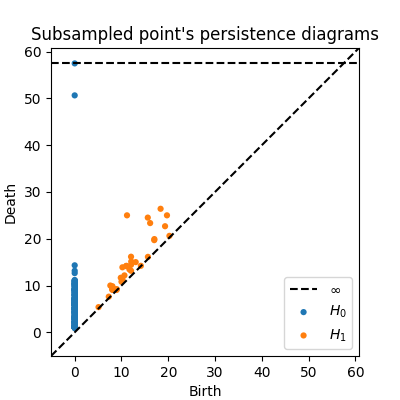 Subsampled point's persistence diagrams
60
50
40
30
20
10
0
Death
0 10 20 30 40 50 60
Birth
∞
H₀
H₁